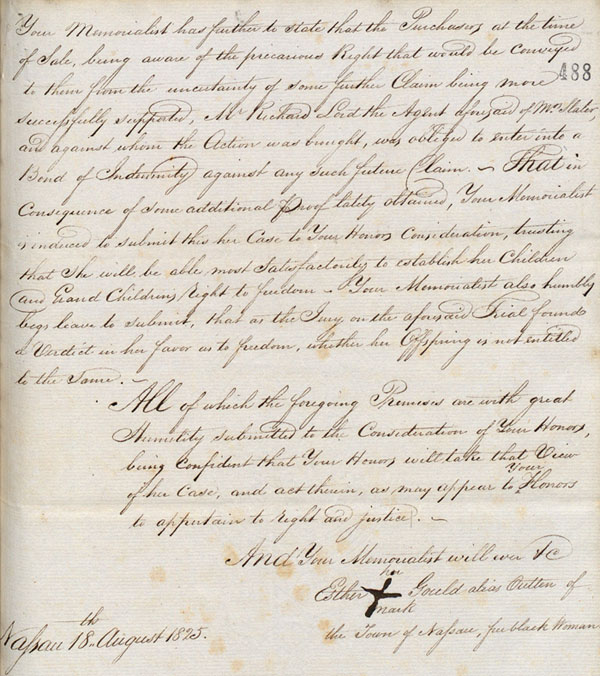 Your Memorialist has further to state that the Purchasers at the time
of Sale, being aware of the precarious Right that would be conveyed
to them from the uncertainty of some further Claim being more
488
successfully supported, Mr Richard Lord the Agent aforesaid of Mrs Slater,
and against whom the Action was brought, was obliged to enter into a
Bond of Indemnity against any such future Claim. – That in
Consequence of some additional proof lately obtained, Your Memorialist
is induced to submit this her Case to Your Honors Consideration, trusting
that She will be able most Satisfactorily to establish her Children
and Grand Childrens Right to freedom – Your Memorialist also humbly
begs leave to Submit, that as the Jury on the aforesaid Trial found
a Verdict in her favor as to freedom, whether her Offspring is not entitled
to the Same. –
All of which the foregoing Premises are with great
Humility submitted to the Consideration of Your Honors,
being Confident that Your Honors will take that View
of her Case, and act therein, as may appear to Your Honors
to appertain to right and justice. –
And Your Memorialist will ever &c
Esther her X mark Gould alias Dutten of
the Town of Nassau, free black Woman
Nassau 18th August 1825.